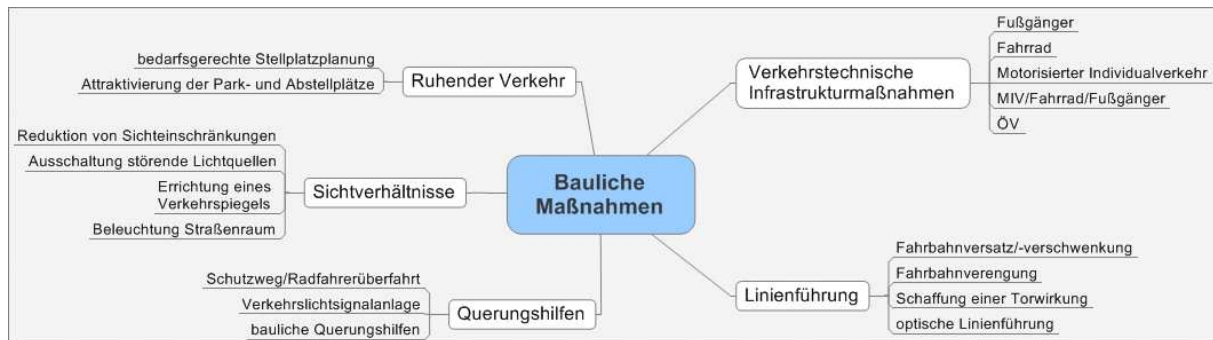 bedarfsgerechte Stellplatzplanung
Attraktivierung der Park- und Abstellplätze
Ruhender Verkehr
Reduktion von Sichteinschränkungen
Ausschaltung störende Lichtquellen
Errichtung eines
Verkehrspiegels
Beleuchtung Straßenraum
Sichtverhältnisse
Schutzweg/Radfahrerüberfahrt
Verkehrslichtsignalanlage
bauliche Querungshilfen
Querungshilfen
Bauliche
Maßnahmen
Verkehrstechnische
Infrastrukturmaßnahmen
Fußgänger
Fahrrad
Motorisierter Individualverkehr
MIV/Fahrrad/Fußgänger
ÖV
Linienführung
Fahrbahnversatz/-verschwenkung
Fahrbahnverengung
Schaffung einer Torwirkung
optische Linienführung